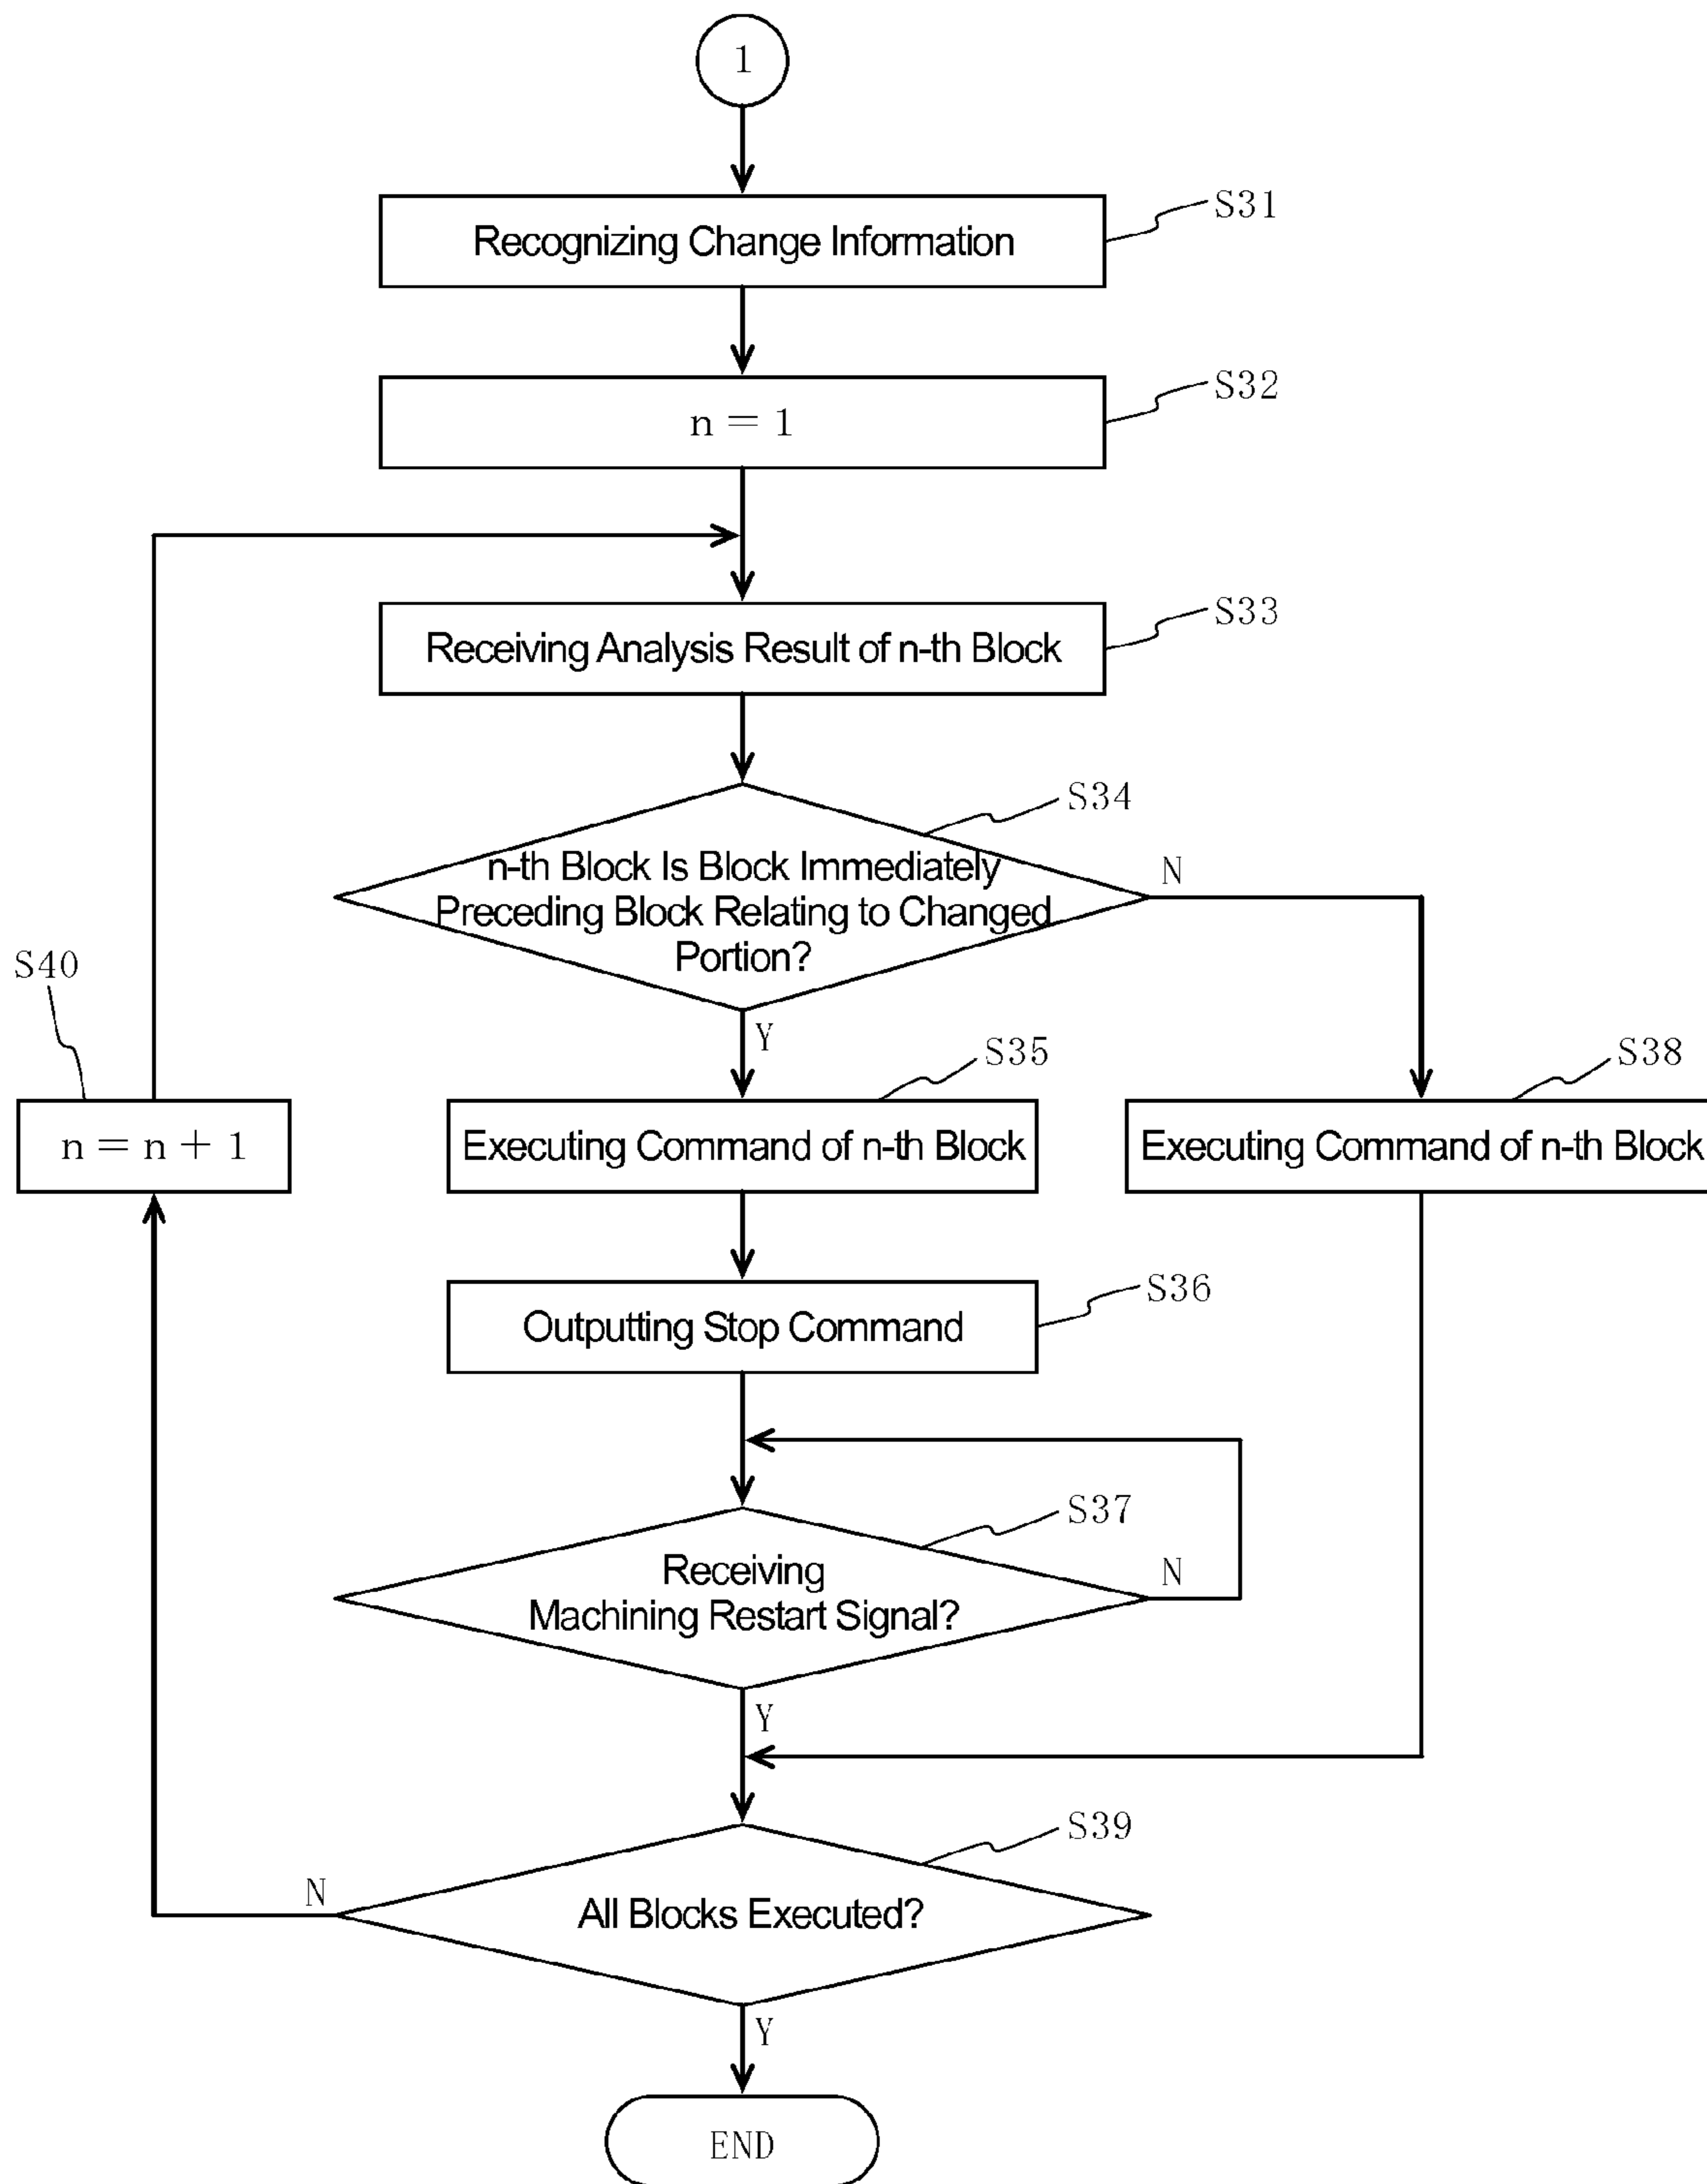 1
Recognizing Change Information
S31
n = 1
S32
Receiving Analysis Result of n-th Block
S33
S34
n-th Block Is Block Immediately
Preceding Block Relating to Changed
Portion?
N
Y
S40
n = n + 1
S35
Executing Command of n-th Block
S38
Executing Command of n-th Block
S36
Outputting Stop Command
S37
Receiving
Machining Restart Signal?
N
Y
S39
All Blocks Executed?
N
Y
END